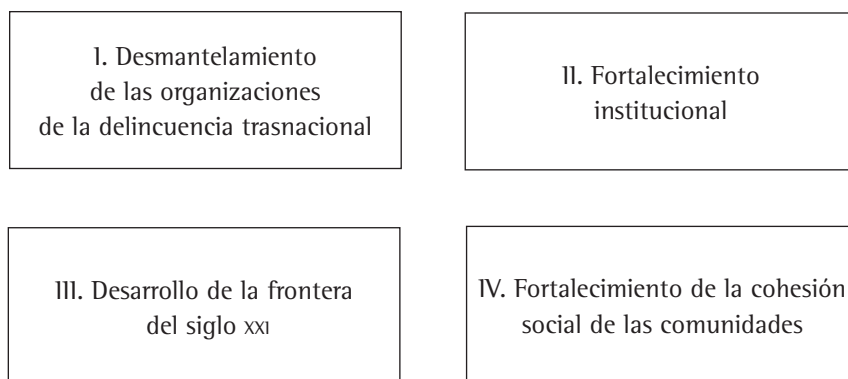 I. Desmantelamiento
de las organizaciones
de la delincuencia trasnacional
II. Fortalecimiento
institucional
III. Desarrollo de la frontera
del siglo XXI
IV. Fortalecimiento de la cohesión
social de las comunidades